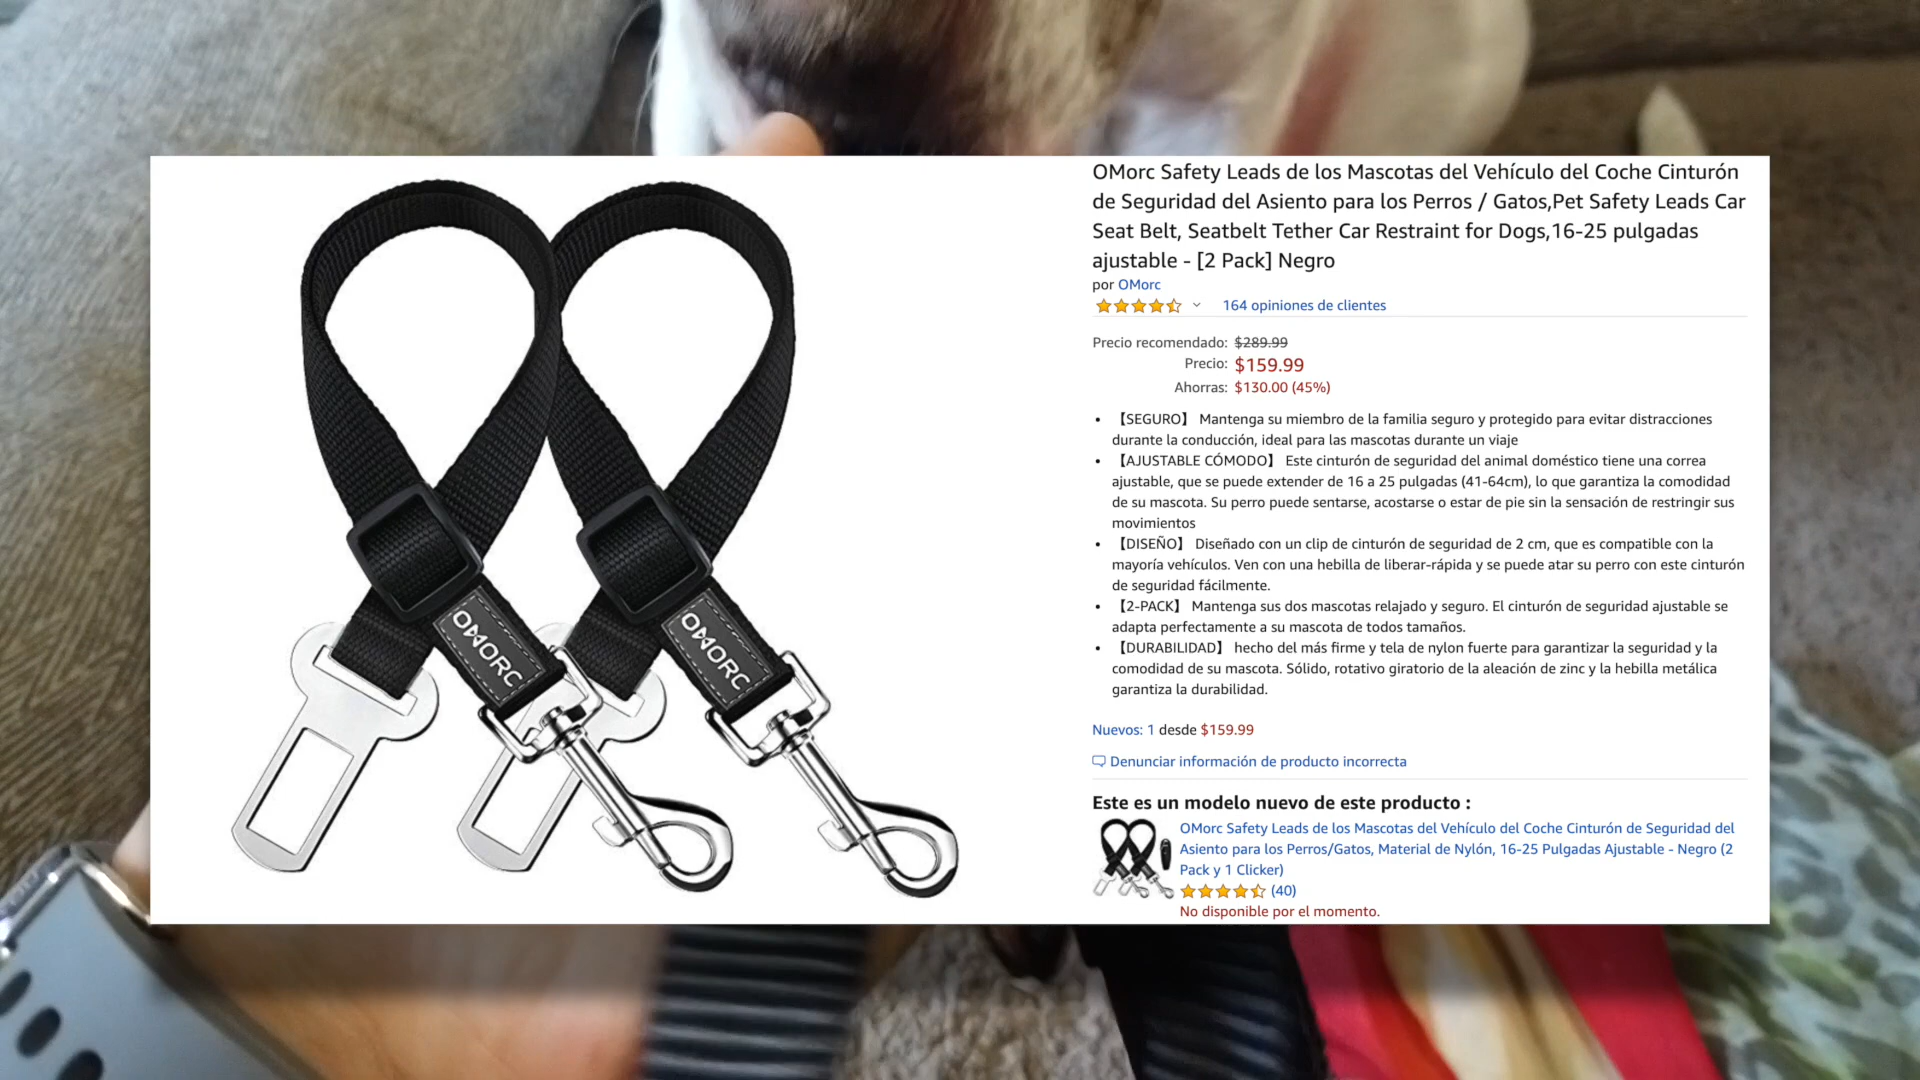 OMorc Safety Leads de los Mascotas del Vehículo del Coche Cinturón
de Seguridad del Asiento para los Perros / Gatos,Pet Safety Leads Car
Seat Belt, Seatbelt Tether Car Restraint for Dogs,16-25 pulgadas
ajustable - [2 Pack] Negro
por OMorc
164 opiniones de clientes
Precio recomendado: $289.99
Precio: $159.99
Ahorras: $130.00 (45%)
• 【SEGURO】 Mantenga su miembro de la familia seguro y protegido para evitar distracciones
durante la conducción, ideal para las mascotas durante un viaje
• 【AJUSTABLE CÓMODO】 Este cinturón de seguridad del animal doméstico tiene una correa
ajustable, que se puede extender de 16 a 25 pulgadas (41-64cm), lo que garantiza la comodidad
de su mascota. Su perro puede sentarse, acostarse o estar de pie sin la sensación de restringir sus
movimientos
• 【DISEÑO】 Diseñado con un clip de cinturón de seguridad de 2 cm, que es compatible con la
mayoría vehículos. Ven con una hebilla de liberar-rápida y se puede atar su perro con este cinturón
de seguridad fácilmente.
• 【2-PACK】 Mantenga sus dos mascotas relajado y seguro. El cinturón de seguridad ajustable se
adapta perfectamente a su mascota de todos tamaños.
• 【DURABILIDAD】 hecho del más firme y tela de nylon fuerte para garantizar la seguridad y la
comodidad de su mascota. Sólido, rotativo giratorio de la aleación de zinc y la hebilla metálica
garantiza la durabilidad.
Nuevos: 1 desde $159.99
Denunciar información de producto incorrecta
Este es un modelo nuevo de este producto :
OMorc Safety Leads de los Mascotas del Vehículo del Coche Cinturón de Seguridad del
Asiento para los Perros/Gatos, Material de Nylón, 16-25 Pulgadas Ajustable - Negro (2
Pack y 1 Clicker)
(40)
No disponible por el momento.
OMORC
OMORC